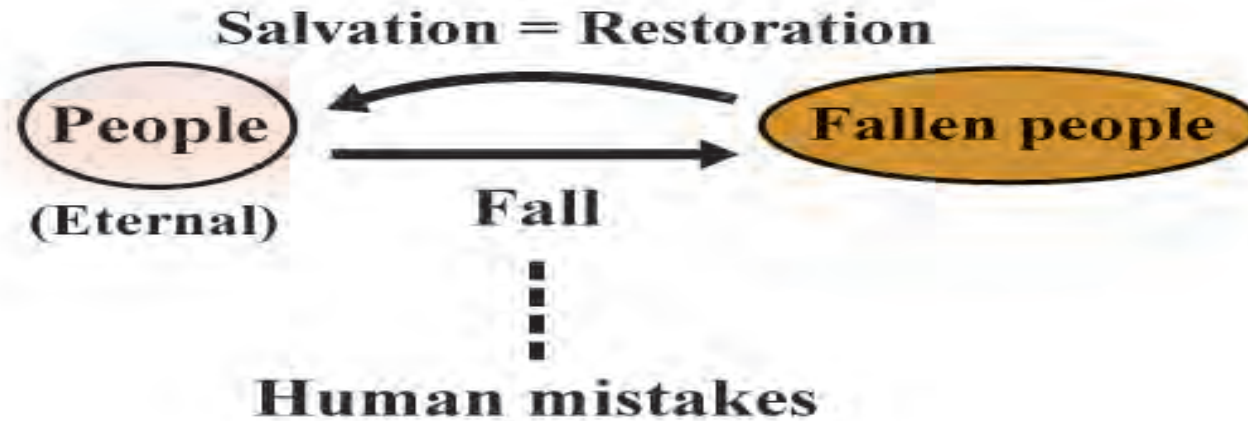 Salvation = Restoration
People
Fallen people
(Eternal)
Fall
Human mistakes